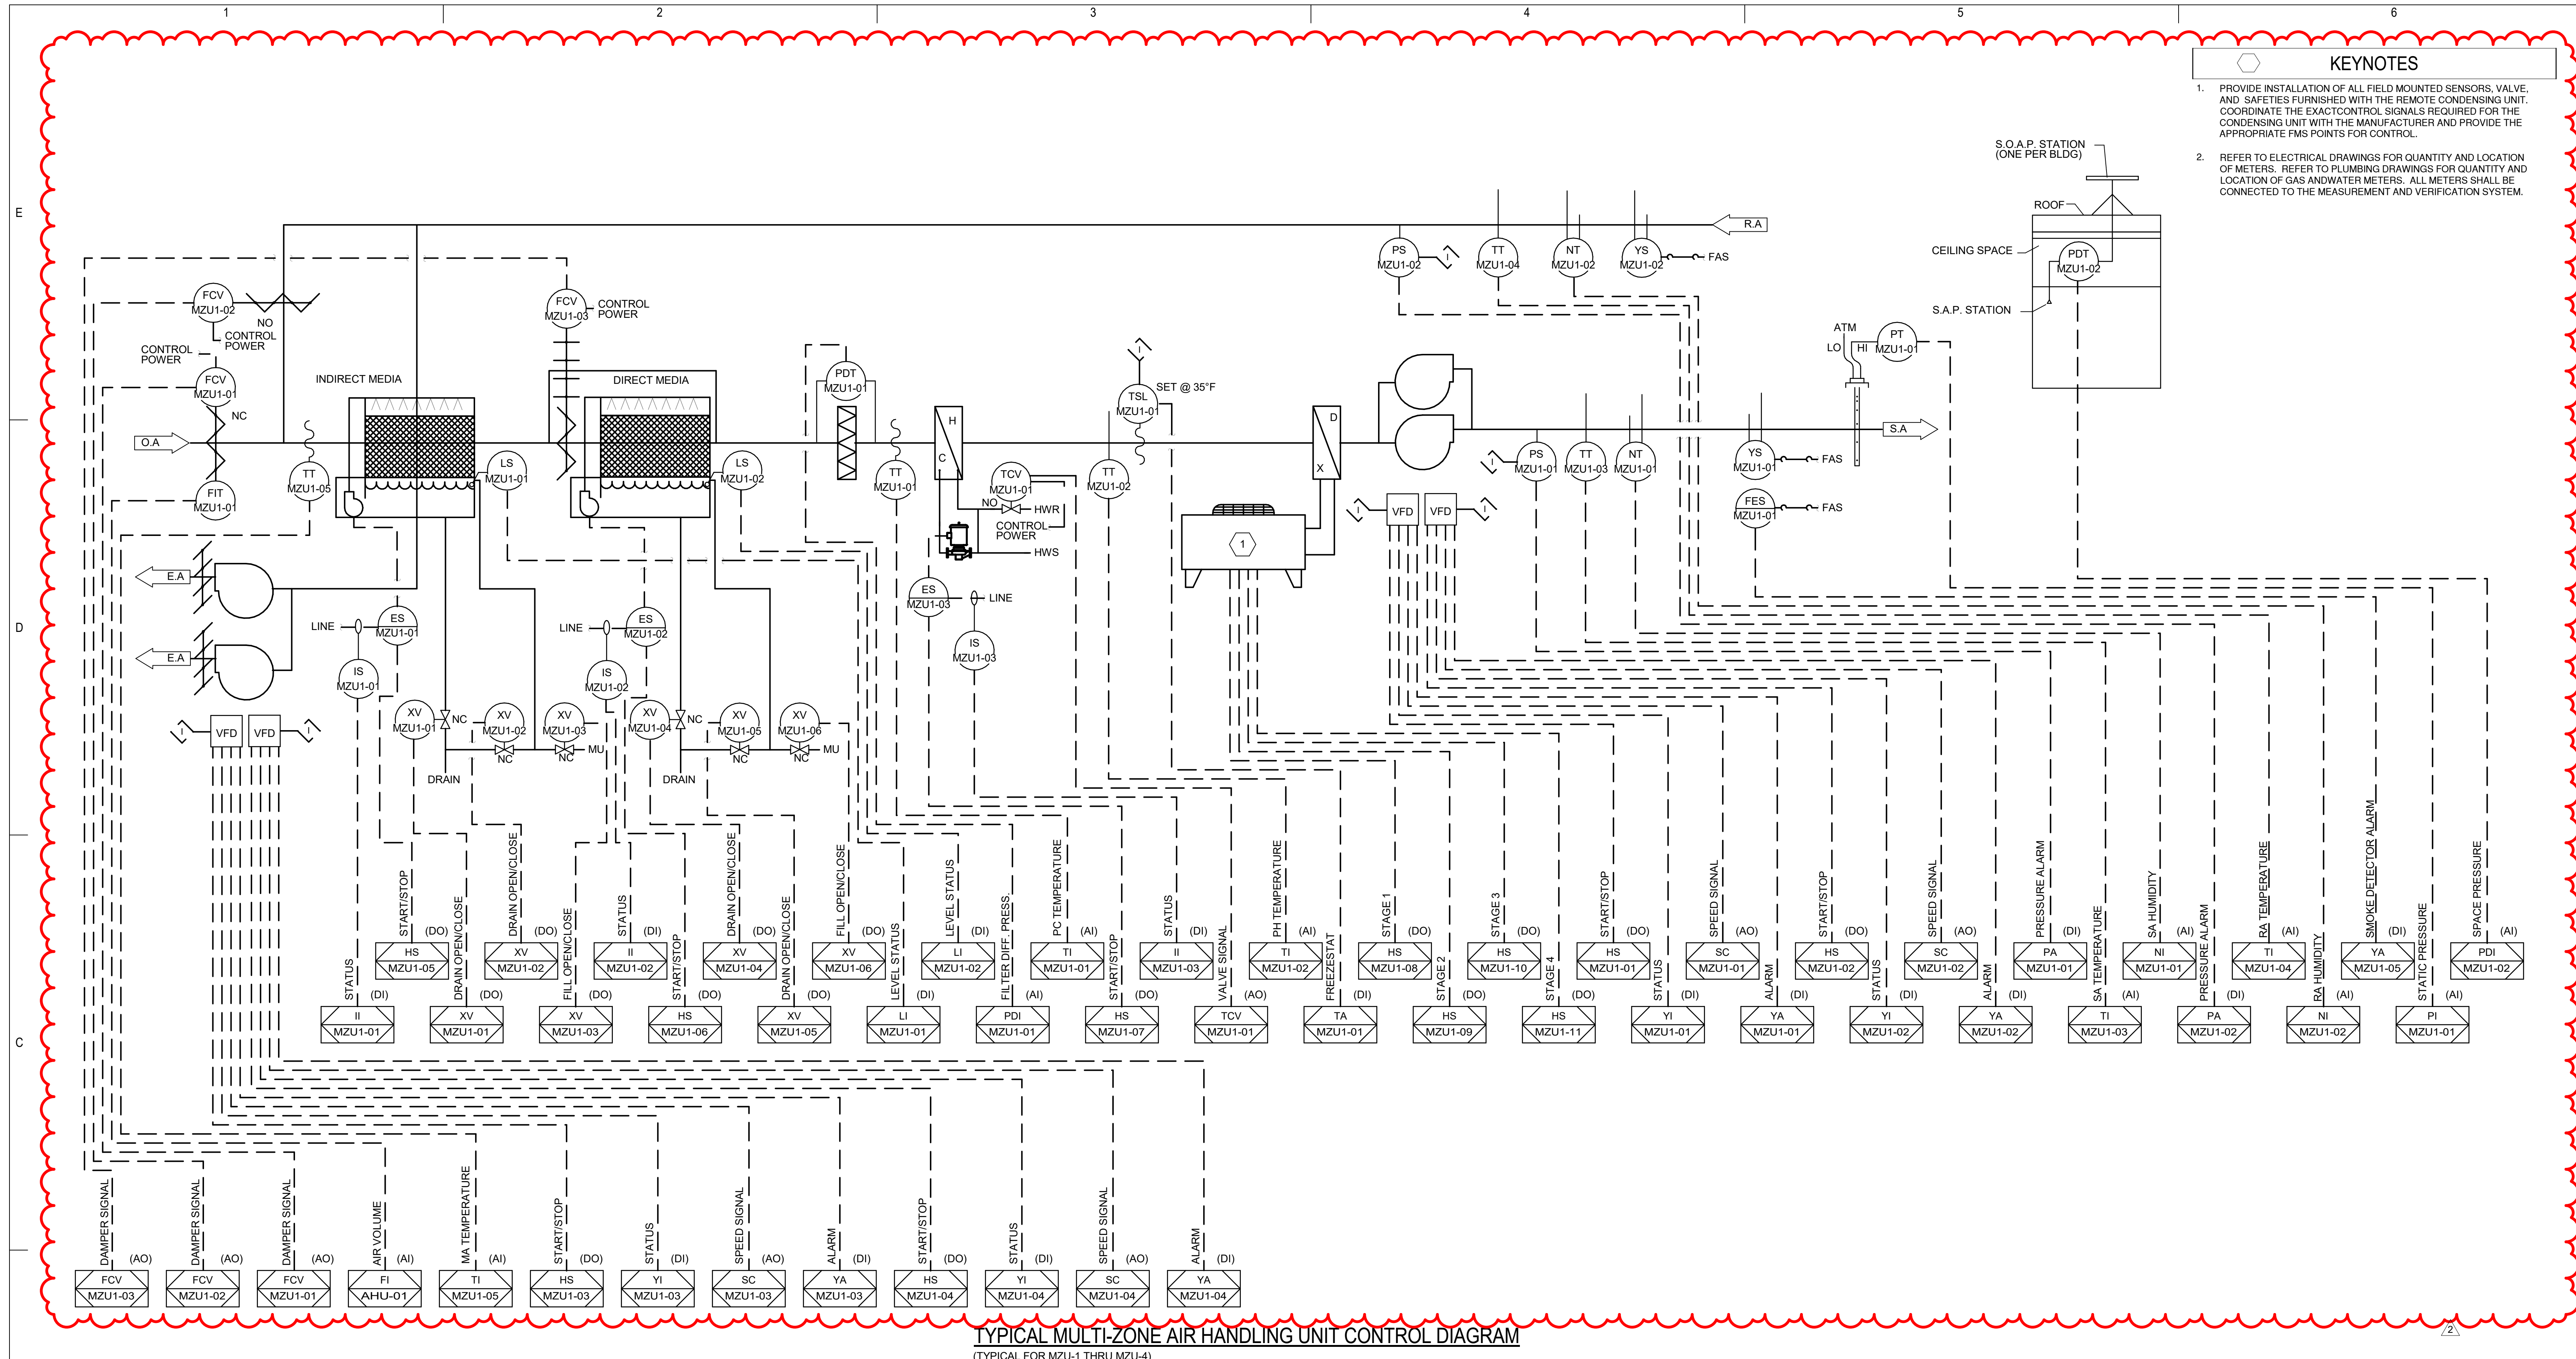 1
2
3
4
5
6
KEYNOTES
1. PROVIDE INSTALLATION OF ALL FIELD MOUNTED SENSORS, VALVE,
AND SAFETIES FURNISHED WITH THE REMOTE CONDENSING UNIT.
COORDINATE THE EXACTCONTROL SIGNALS REQUIRED FOR THE
CONDENSING UNIT WITH THE MANUFACTURER AND PROVIDE THE
APPROPRIATE FMS POINTS FOR CONTROL.
2. REFER TO ELECTRICAL DRAWINGS FOR QUANTITY AND LOCATION
OF METERS. REFER TO PLUMBING DRAWINGS FOR QUANTITY AND
LOCATION OF GAS ANDWATER METERS. ALL METERS SHALL BE
CONNECTED TO THE MEASUREMENT AND VERIFICATION SYSTEM.
S.O.A.P. STATION
(ONE PER BLDG)
ROOF
CEILING SPACE
PDT
MZU1-02
S.A.P. STATION
E
R.A
PS
MZU1-02
I
TT
MZU1-04
NT
MZU1-02
YS
MZU1-02
FAS
FCV
MZU1-02
NO
CONTROL
POWER
CONTROL
POWER
FCV
MZU1-01
NC
FCV
MZU1-03
CONTROL
POWER
INDIRECT MEDIA
DIRECT MEDIA
PDT
MZU1-01
I
TSL
MZU1-01
SET @ 35°F
ATM
LO
HI
PT
MZU1-01
O.A
S.A
FIT
MZU1-01
TT
MZU1-05
LS
MZU1-01
LS
MZU1-02
TT
MZU1-01
H
C
TCV
MZU1-01
NO
HWR
CONTROL
POWER
HWS
TT
MZU1-02
D
X
1
I
PS
MZU1-01
TT
MZU1-03
NT
MZU1-01
YS
MZU1-01
FAS
FES
MZU1-01
FAS
I
VFD
VFD
I
E.A
E.A
D
LINE
ES
MZU1-01
IS
MZU1-01
LINE
ES
MZU1-02
IS
MZU1-02
ES
MZU1-03
LINE
IS
MZU1-03
I
VFD
VFD
I
XV
MZU1-01
NC
XV
MZU1-02
NC
XV
MZU1-03
NC
MU
DRAIN
XV
MZU1-04
NC
XV
MZU1-05
NC
XV
MZU1-06
NC
MU
DRAIN
C
START/STOP
(DO)
HS
MZU1-05
DRAIN OPEN/CLOSE
(DO)
XV
MZU1-02
STATUS
(DI)
II
MZU1-02
DRAIN OPEN/CLOSE
(DO)
XV
MZU1-04
FILL OPEN/CLOSE
(DO)
XV
MZU1-06
LEVEL STATUS
(DI)
LI
MZU1-02
PC TEMPERATURE
(AI)
TI
MZU1-01
STATUS
(DI)
II
MZU1-03
PH TEMPERATURE
(AI)
TI
MZU1-02
STAGE 1
(DO)
HS
MZU1-08
STAGE 3
(DO)
HS
MZU1-10
START/STOP
(DO)
HS
MZU1-01
SPEED SIGNAL
(AO)
SC
MZU1-01
START/STOP
(DO)
HS
MZU1-02
SPEED SIGNAL
(AO)
SC
MZU1-02
PRESSURE ALARM
(DI)
PA
MZU1-01
SA HUMIDITY
(AI)
NI
MZU1-01
RA TEMPERATURE
(AI)
TI
MZU1-04
SMOKE DETECTOR ALARM
(DI)
YA
MZU1-05
SPACE PRESSURE
(AI)
PDI
MZU1-02
STATUS
(DI)
II
MZU1-01
DRAIN OPEN/CLOSE
(DO)
XV
MZU1-01
FILL OPEN/CLOSE
(DO)
XV
MZU1-03
START/STOP
(DO)
HS
MZU1-06
DRAIN OPEN/CLOSE
(DO)
XV
MZU1-05
LEVEL STATUS
(DI)
LI
MZU1-01
FILTER DIFF. PRESS.
(AI)
PDI
MZU1-01
START/STOP
(DO)
HS
MZU1-07
VALVE SIGNAL
(AO)
TCV
MZU1-01
FREEZESTAT
(DI)
TA
MZU1-01
STAGE 2
(DO)
HS
MZU1-09
STAGE 4
(DO)
HS
MZU1-11
STATUS
(DI)
YI
MZU1-01
ALARM
(DI)
YA
MZU1-01
STATUS
(DI)
YI
MZU1-02
ALARM
(DI)
YA
MZU1-02
SA TEMPERATURE
(AI)
TI
MZU1-03
PRESSURE ALARM
(DI)
PA
MZU1-02
RA HUMIDITY
(AI)
NI
MZU1-02
STATIC PRESSURE
(AI)
PI
MZU1-01
DAMPER SIGNAL
(AO)
FCV
MZU1-03
DAMPER SIGNAL
(AO)
FCV
MZU1-02
DAMPER SIGNAL
(AO)
FCV
MZU1-01
AIR VOLUME
(AI)
FI
AHU-01
MA TEMPERATURE
(AI)
TI
MZU1-05
START/STOP
(DO)
HS
MZU1-03
STATUS
(DI)
YI
MZU1-03
SPEED SIGNAL
(AO)
SC
MZU1-03
ALARM
(DI)
YA
MZU1-03
START/STOP
(DO)
HS
MZU1-04
STATUS
(DI)
YI
MZU1-04
SPEED SIGNAL
(AO)
SC
MZU1-04
ALARM
(DI)
YA
MZU1-04
TYPICAL MULTI-ZONE AIR HANDLING UNIT CONTROL DIAGRAM
(TYPICAL FOR MZU-1 THRU MZU-4)
2